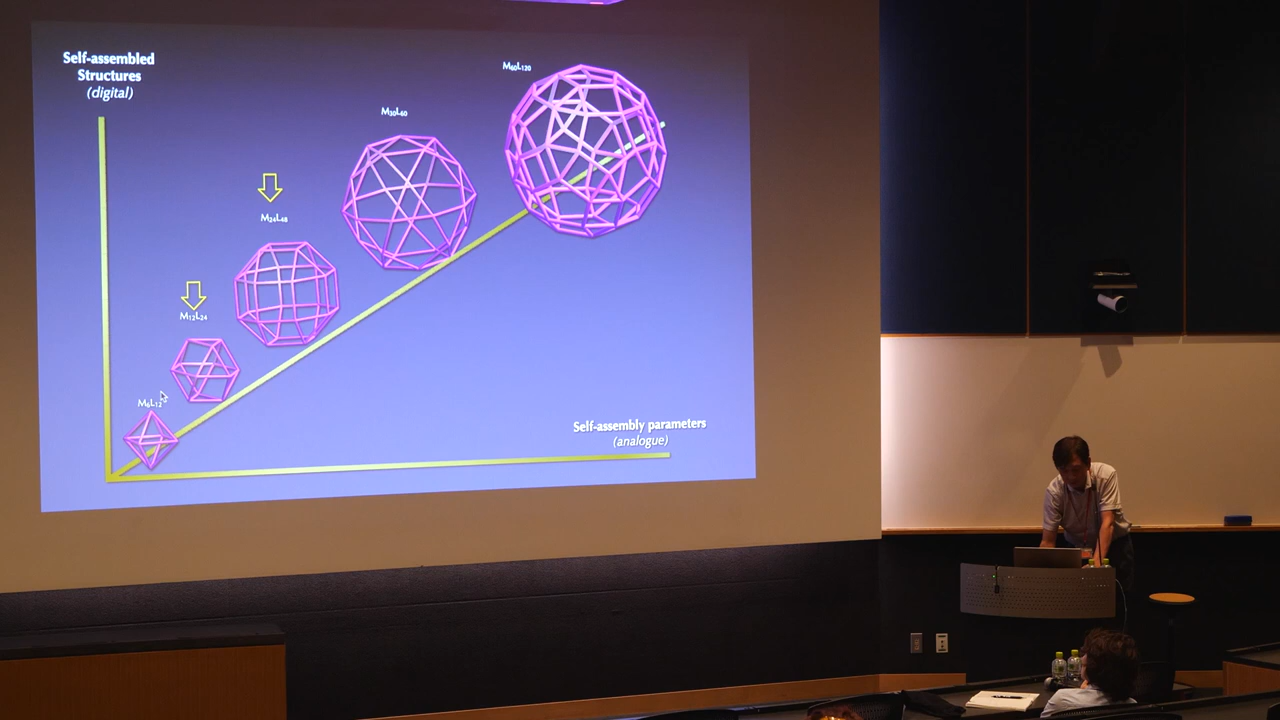 Self-assembled
Structures
(digital)
M60L120
M30L60
M24L48
M12L24
M6L12
Self-assembly parameters
(analogue)